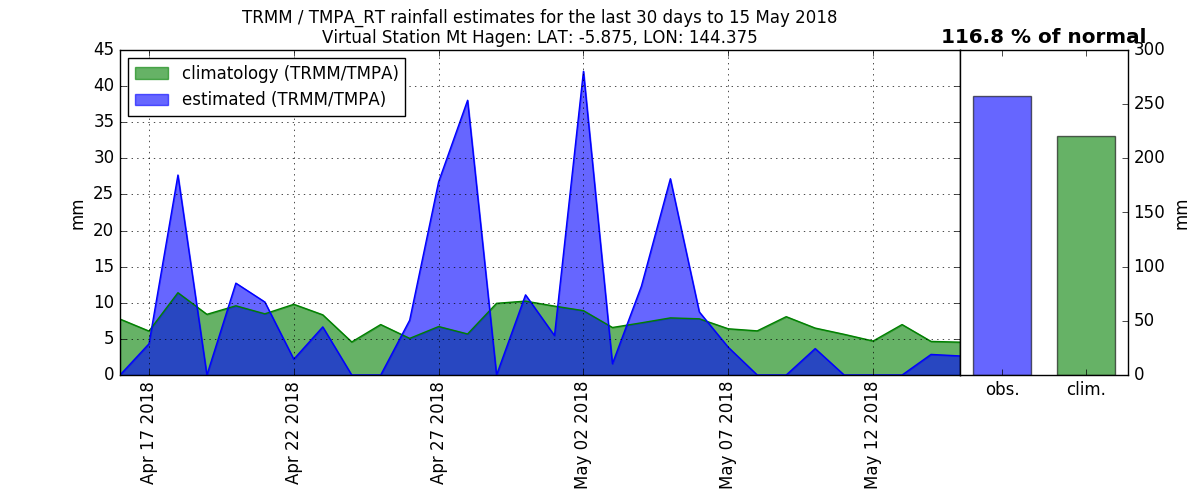 TRMM / TMPA_RT rainfall estimates for the last 30 days to 15 May 2018
Virtual Station Mt Hagen: LAT: -5.875, LON: 144.375
116.8 % of normal
climatology (TRMM/TMPA)
estimated (TRMM/TMPA)
45
40
35
30
25
20
15
10
5
0
mm
Apr 17 2018
Apr 22 2018
Apr 27 2018
May 02 2018
May 07 2018
May 12 2018
300
250
200
150
100
50
0
mm
obs.
clim.